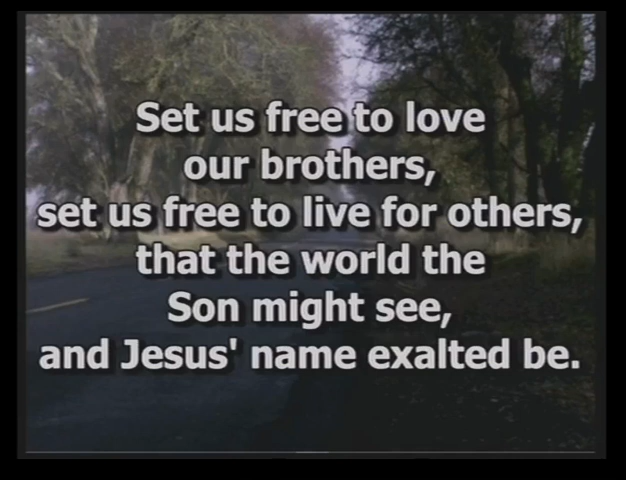 Set us free to love
our brothers,
set us free to live for others,
that the world the
Son might see,
and Jesus' name exalted be.